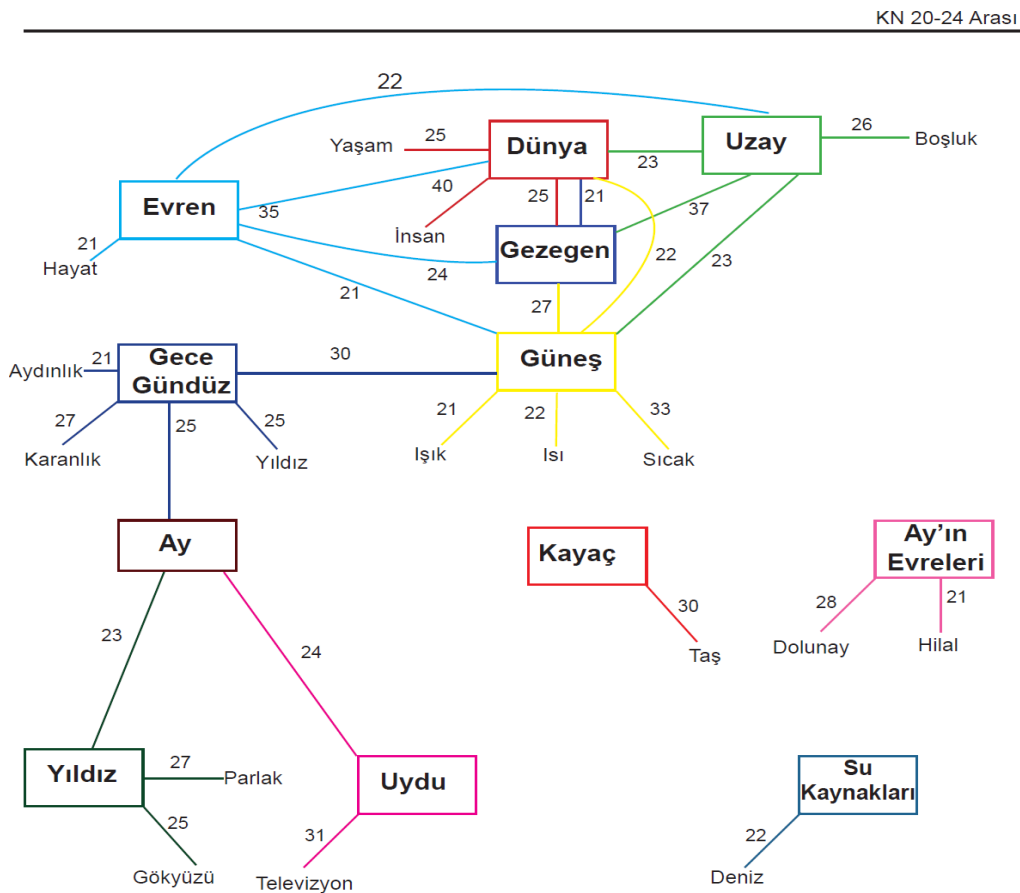 KN 20-24 Arası
22
26
Boşluk
Uzay
Dünya
25
Yaşam
23
Evren
35
40
25
21
37
İnsan
Gezegen
22
23
21
Hayat
24
21
27
Gece
Gündüz
30
Güneş
21
Aydınlık
27
25
25
Karanlık
Yıldız
21
22
33
Işık
Isı
Sıcak
Ay
Kayaç
Ay'ın
Evreleri
30
Taş
28
21
Dolunay
Hilal
23
24
Yıldız
27
Parlak
25
Gökyüzü
Uydu
31
Televizyon
Su
Kaynakları
22
Deniz